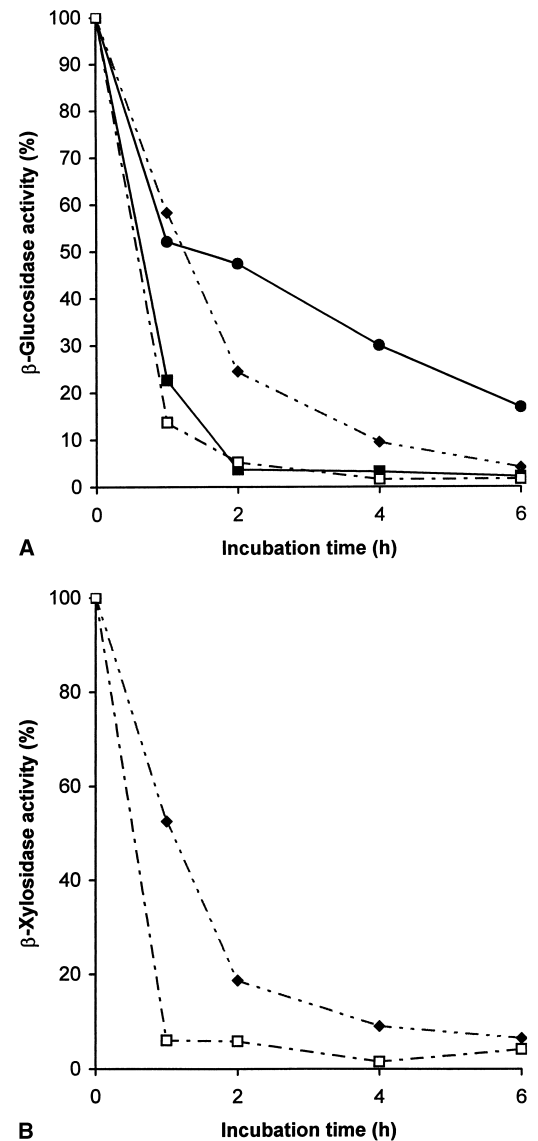 100
90
80
70
60
50
40
30
20
10
0
β-Glucosidase activity (%)
0 2 4 6
A Incubation time (h)
100
80
60
40
20
0
β-Xylosidase activity (%)
0 2 4 6
B Incubation time (h)